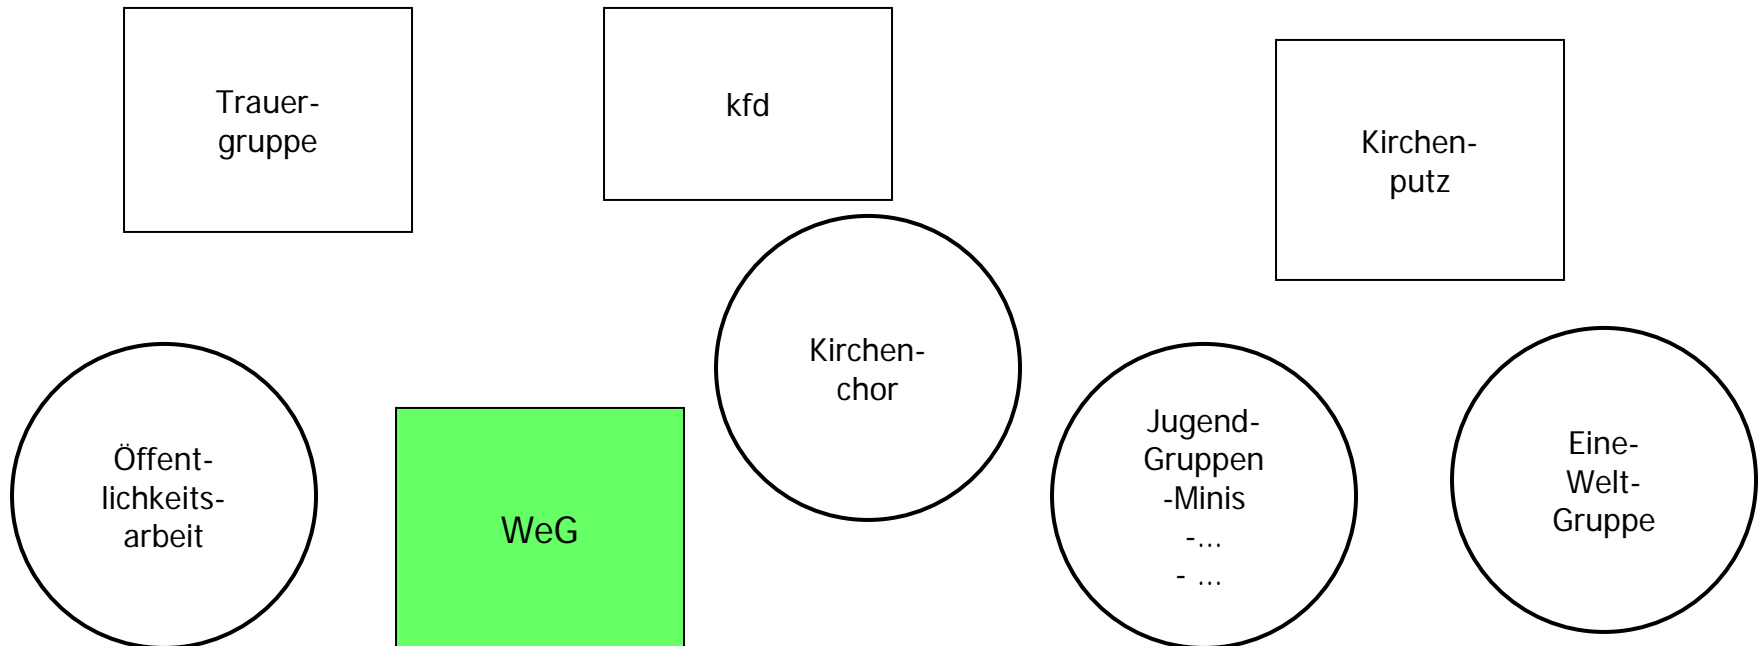 Trauer-
gruppe
kfd
Kirchen-
putz
Kirchen-
chor
Öffent-
lichkeits-
arbeit
WeG
Jugend-
Gruppen
-Minis
-...
- ...
Eine-
Welt-
Gruppe